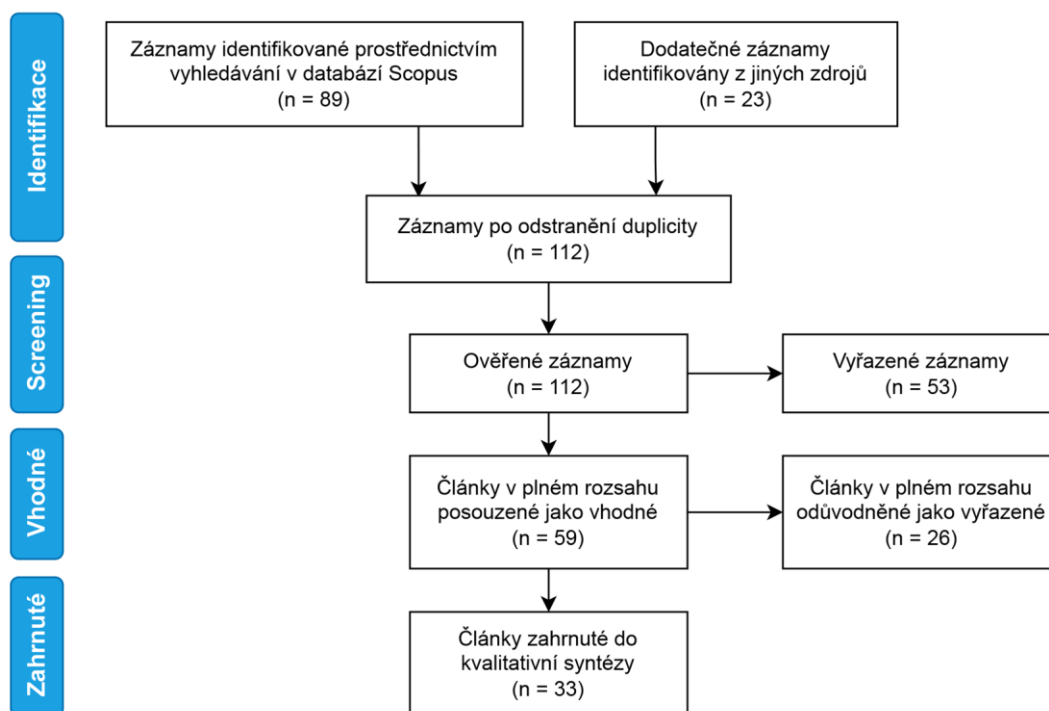 Identifikace
Záznamy identifikované prostřednictvím
vyhledávání v databází Scopus
(n = 89)
Dodatečné záznamy
identifikovány z jiných zdrojů
(n = 23)
Záznamy po odstranění duplicity
(n = 112)
Screening
Ověřené záznamy
(n = 112)
Vyřazené záznamy
(n = 53)
Vhodné
Články v plném rozsahu
posouzené jako vhodné
(n = 59)
Články v plném rozsahu
odůvodněné jako vyřazené
(n = 26)
Zahrnuté
Články zahrnuté do
kvalitativní syntézy
(n = 33)